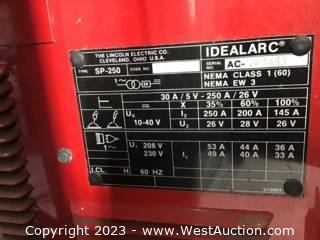 THE LINCOLN ELECTRIC CO.
CLEVELAND, OHIO U.S.A.
IDEALARC®
TYPE SP-250 CODE NO.
AC-
NEMA CLASS 1 (60)
NEMA EW 3
30 A / 5 V - 250 A / 26 V
X 35% 60% 100%
U₀ 10-40 V
I₂ 250 A 200 A 145 A
U₂ 26 V 28 V 26 V
U₁ 208 V 230 V
I₁ 53 A 44 A 36 A
49 A 40 A 33 A
I.CL. H 60 HZ
Copyright 2023 - www.WestAuction.com